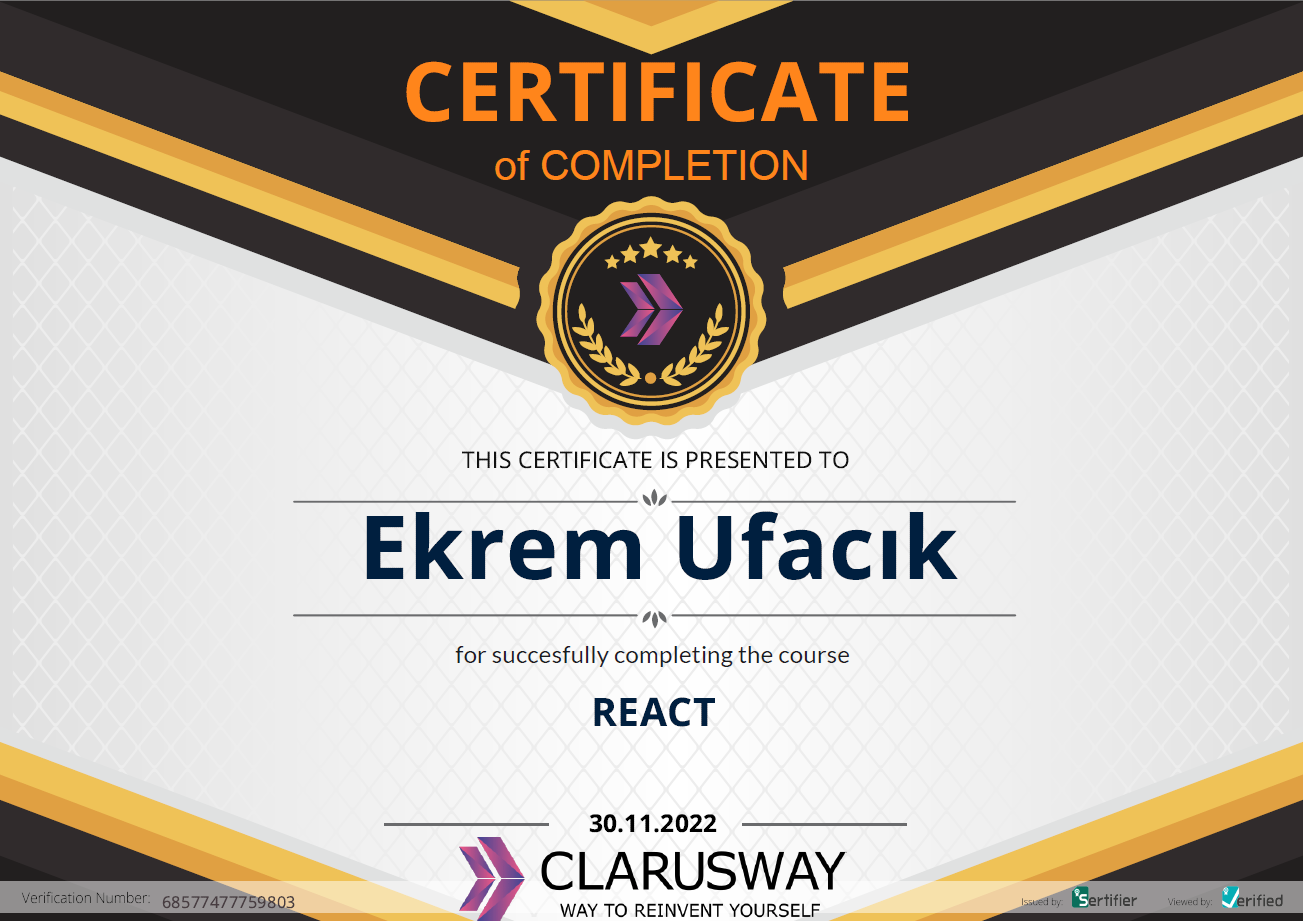 CERTIFICATE
of COMPLETION
THIS CERTIFICATE IS PRESENTED TO
Ekrem Ufacık
for succesfully completing the course
REACT
30.11.2022
CLARUSWAY
WAY TO REINVENT YOURSELF
Verification Number: 68577477759803
Issued by: Sertifier Viewed by: Verified